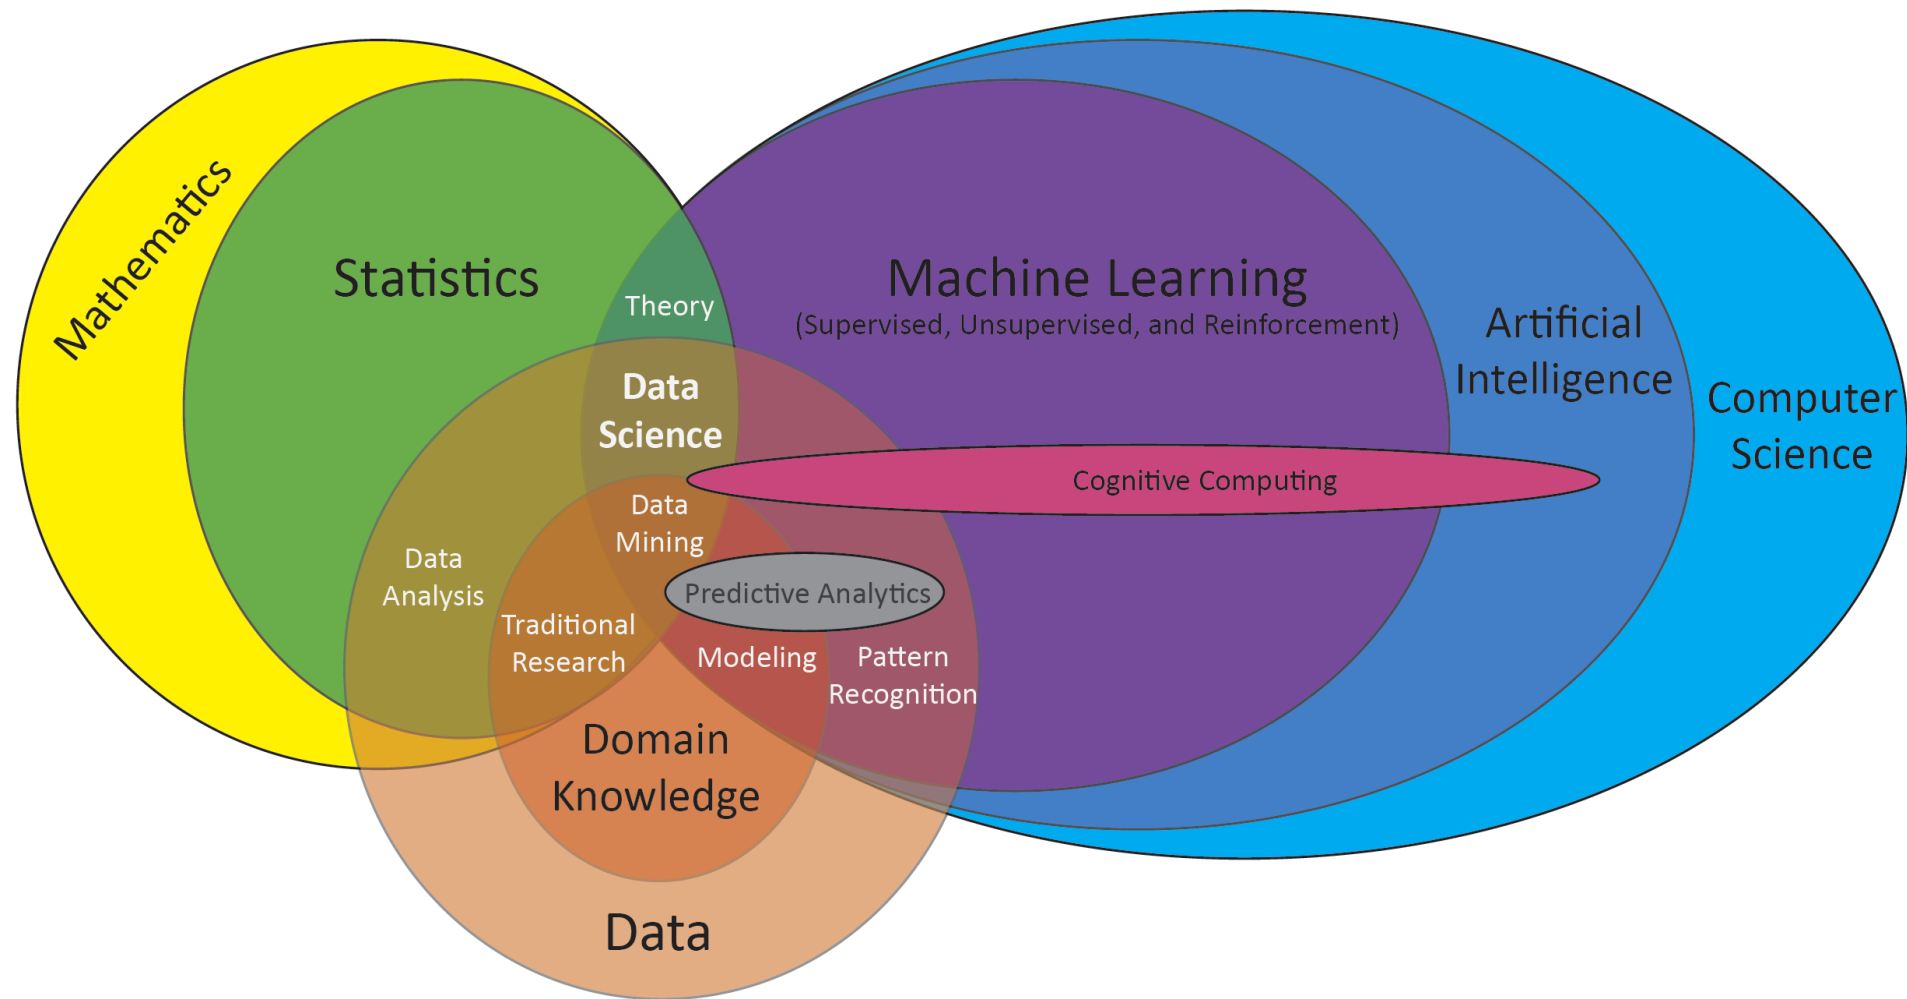 Mathematics
Statistics
Theory
Machine Learning
(Supervised, Unsupervised, and Reinforcement)
Artificial
Intelligence
Computer
Science
Data
Science
Cognitive Computing
Data
Mining
Data
Analysis
Predictive Analytics
Traditional
Research
Modeling
Pattern
Recognition
Domain
Knowledge
Data